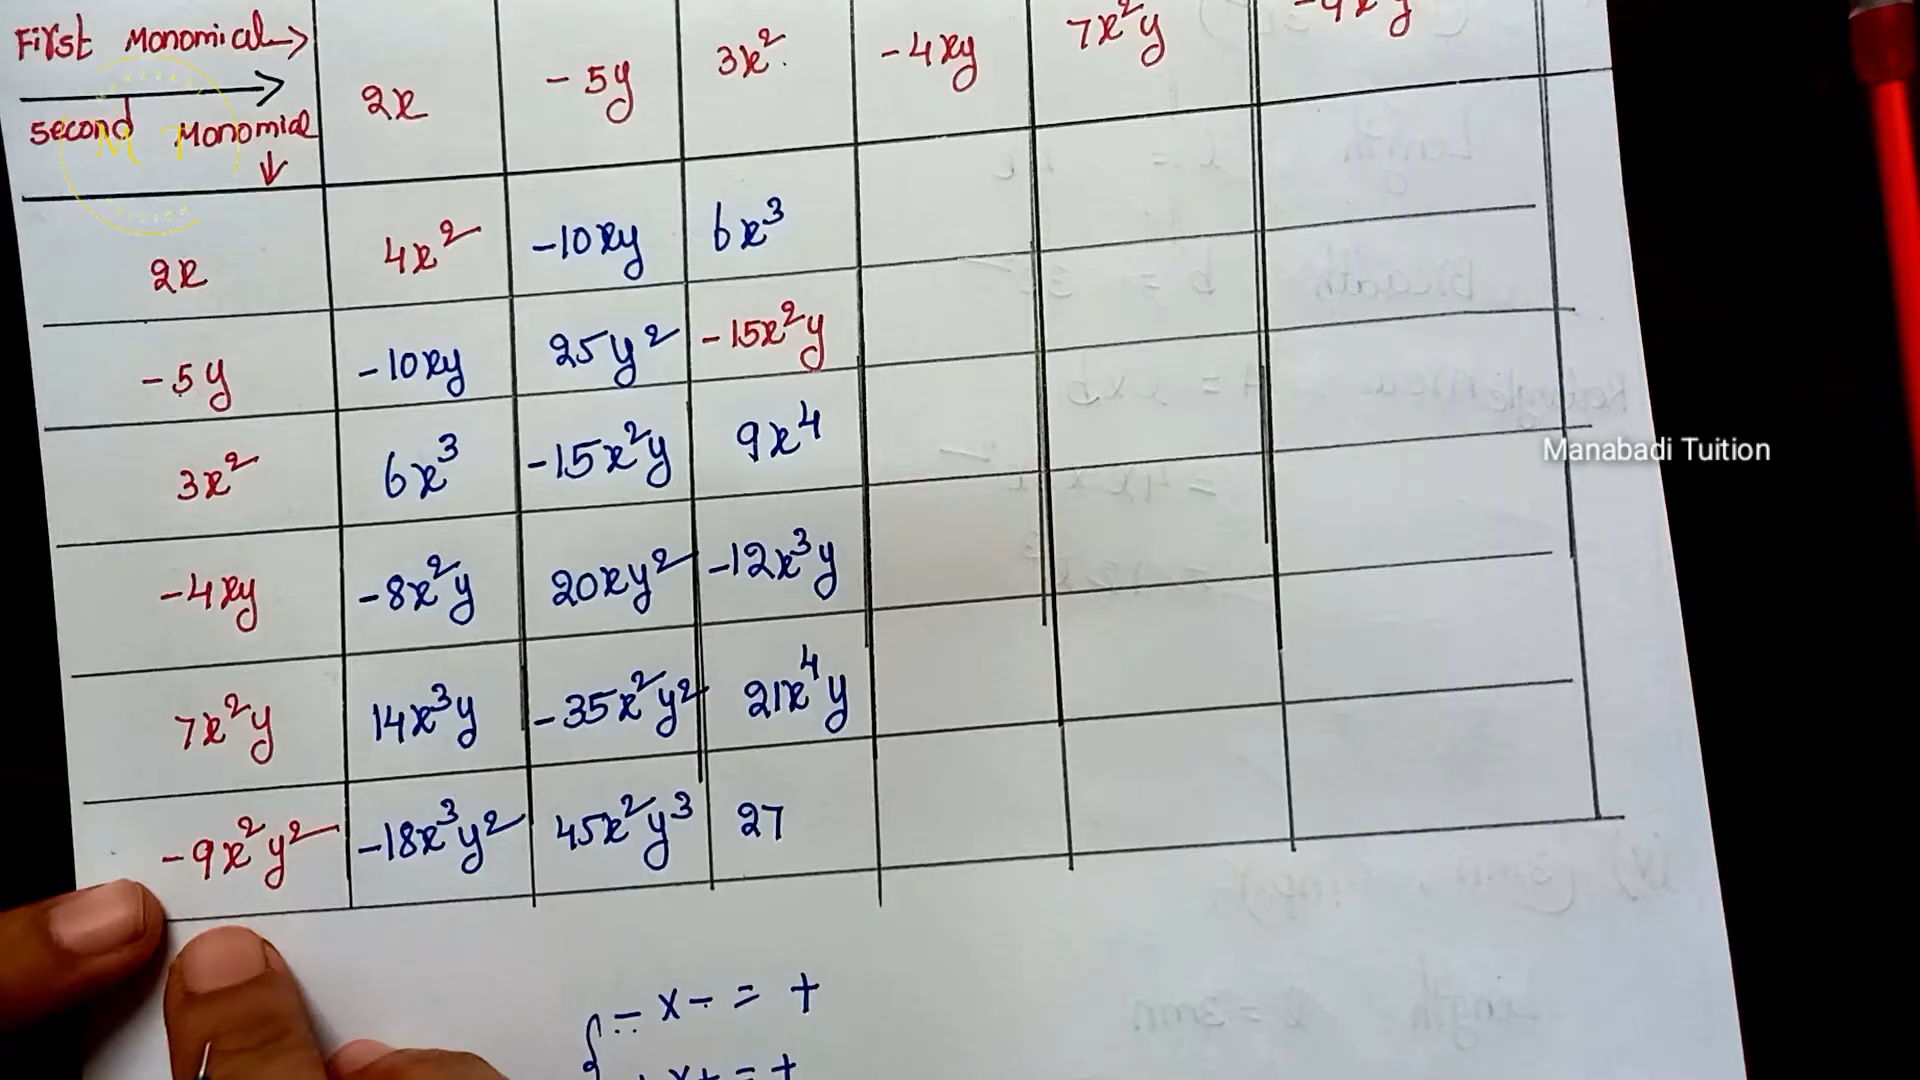 First Monomial → 2x -5y 3x² -4xy 7x²y
Second Monomial ↓
2x 4x² -10xy 6x³
-5y -10xy 25y² -15x²y
3x² 6x³ -15x²y 9x⁴
-4xy -8x²y 20xy² -12x³y
7x²y 14x³y -35x²y² 21x⁴y
-9x²y² -18x³y² 45x²y³ 27
- x - = +
x + = +
M T
Manabadi Tuition